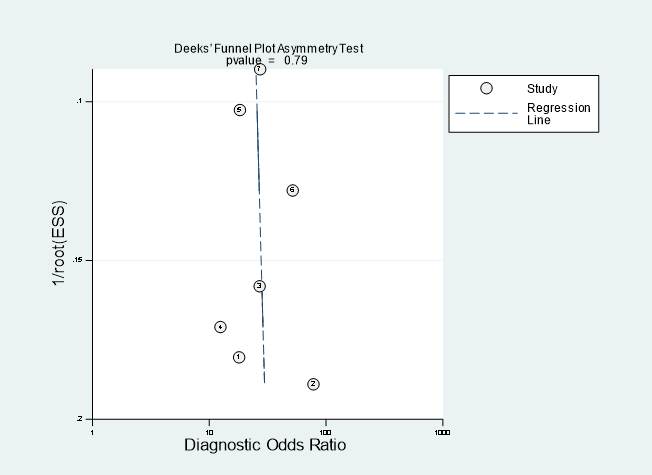 Deeks' Funnel Plot Asymmetry Test
pvalue = 0.79
7
.1
5
6
.15
3
4
1
2
.2
1 10 100 1000
1/root(ESS)
Diagnostic Odds Ratio
Study
Regression
Line